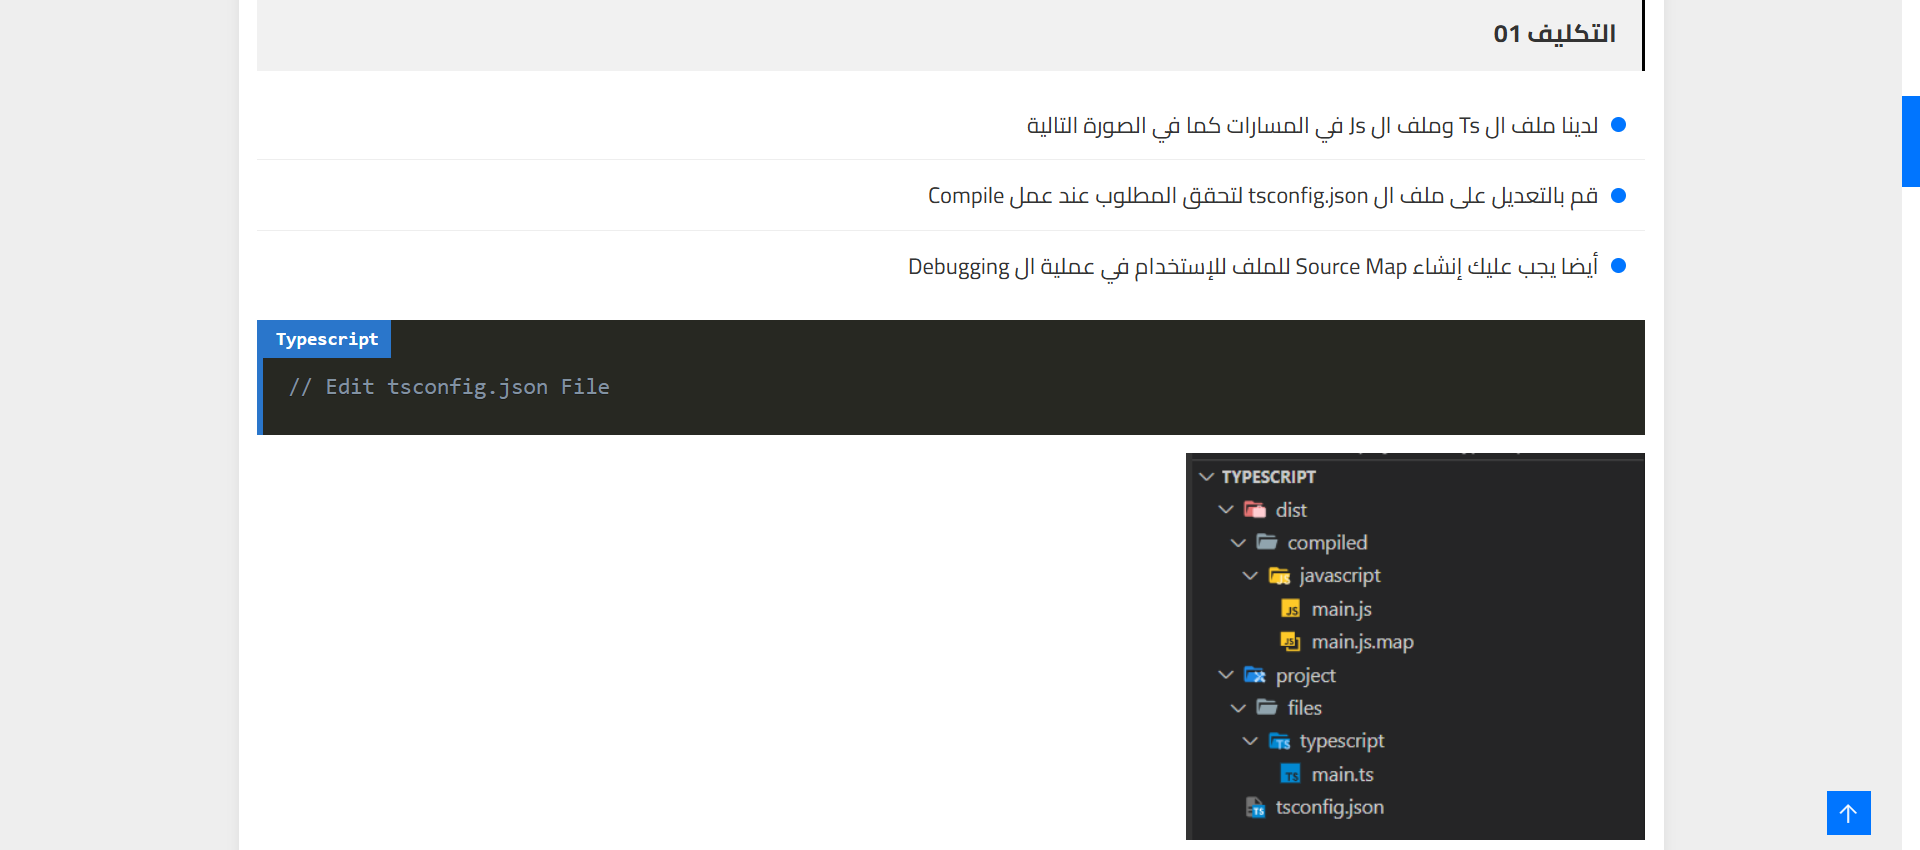 التكليف 01
لدينا ملف ال Ts وملف ال Js في المسارات كما في الصورة التالية
قم بالتعديل على ملف ال tsconfig.json لتحقق المطلوب عند عمل Compile
أيضا يجب عليك إنشاء Source Map للملف للإستخدام في عملية ال Debugging
Typescript
// Edit tsconfig.json File
TYPESCRIPT
dist
compiled
javascript
main.js
main.js.map
project
files
typescript
main.ts
tsconfig.json